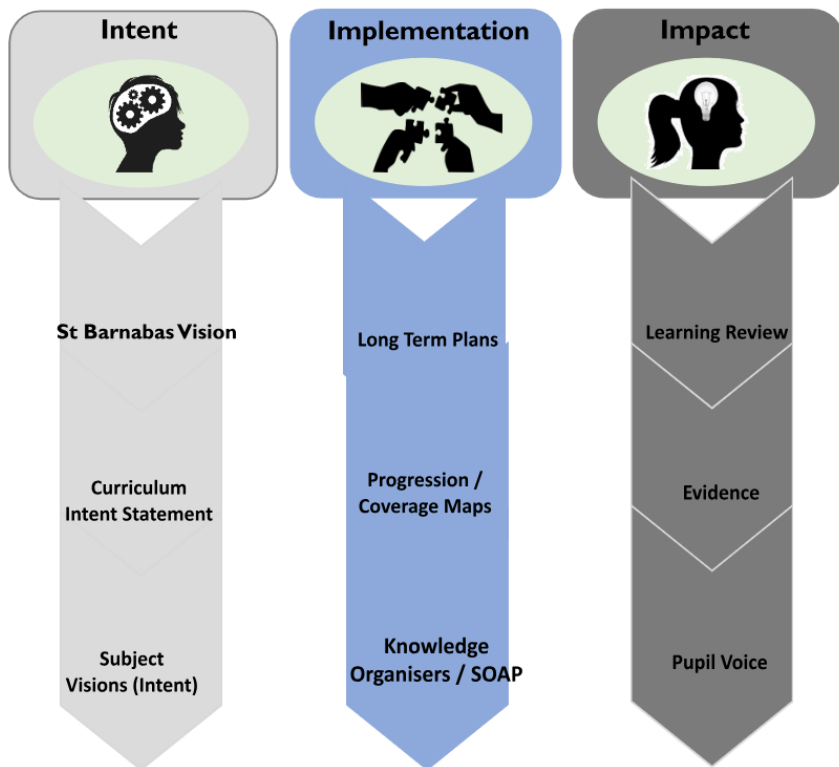 Intent
St Barnabas Vision
Curriculum
Intent Statement
Subject
Visions (Intent)
Implementation
Long Term Plans
Progression /
Coverage Maps
Knowledge
Organisers / SOAP
Impact
Learning Review
Evidence
Pupil Voice